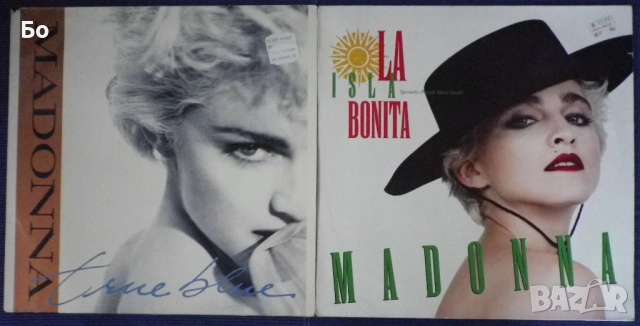 Бо
MADONNA
true blue
LA
ISLA
BONITA
MADONNA
BAZAR